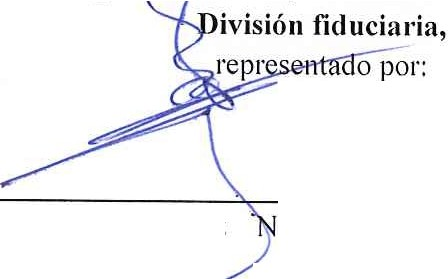 División fiduciaria,
representado por:
N